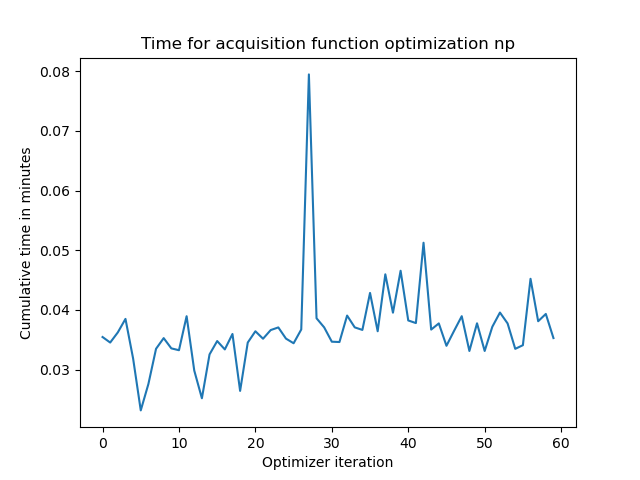 Time for acquisition function optimization np
0.08
0.07
0.06
0.05
0.04
0.03
Cumulative time in minutes
0 10 20 30 40 50 60
Optimizer iteration